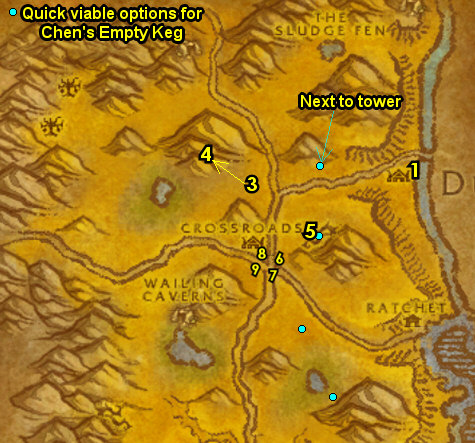 Quick viable options for
Chen's Empty Keg
THE
SLUDGE FEN
Next to tower
4
3
1
D
5
CROSSROADS
8
6
9
7
WAILING
CAVERNS
RATCHET